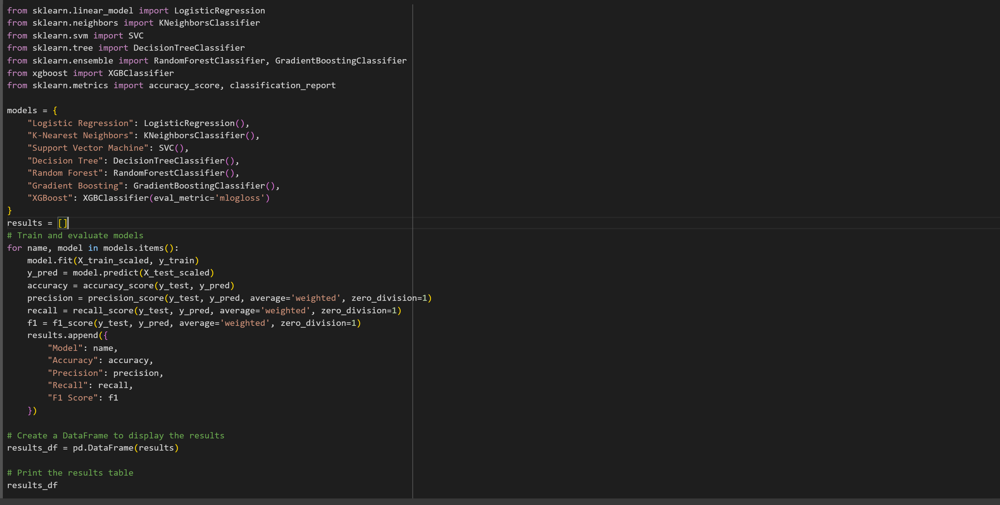 from sklearn.linear_model import LogisticRegression
from sklearn.neighbors import KNeighborsClassifier
from sklearn.svm import SVC
from sklearn.tree import DecisionTreeClassifier
from sklearn.ensemble import RandomForestClassifier, GradientBoostingClassifier
from xgboost import XGBClassifier
from sklearn.metrics import accuracy_score, classification_report

models = {
    "Logistic Regression": LogisticRegression(),
    "K-Nearest Neighbors": KNeighborsClassifier(),
    "Support Vector Machine": SVC(),
    "Decision Tree": DecisionTreeClassifier(),
    "Random Forest": RandomForestClassifier(),
    "Gradient Boosting": GradientBoostingClassifier(),
    "XGBoost": XGBClassifier(eval_metric='mlogloss')
}
results = []
# Train and evaluate models
for name, model in models.items():
    model.fit(X_train_scaled, y_train)
    y_pred = model.predict(X_test_scaled)
    accuracy = accuracy_score(y_test, y_pred)
    precision = precision_score(y_test, y_pred, average='weighted', zero_division=1)
    recall = recall_score(y_test, y_pred, average='weighted', zero_division=1)
    f1 = f1_score(y_test, y_pred, average='weighted', zero_division=1)
    results.append({
        "Model": name,
        "Accuracy": accuracy,
        "Precision": precision,
        "Recall": recall,
        "F1 Score": f1
    })

# Create a DataFrame to display the results
results_df = pd.DataFrame(results)

# Print the results table
results_df